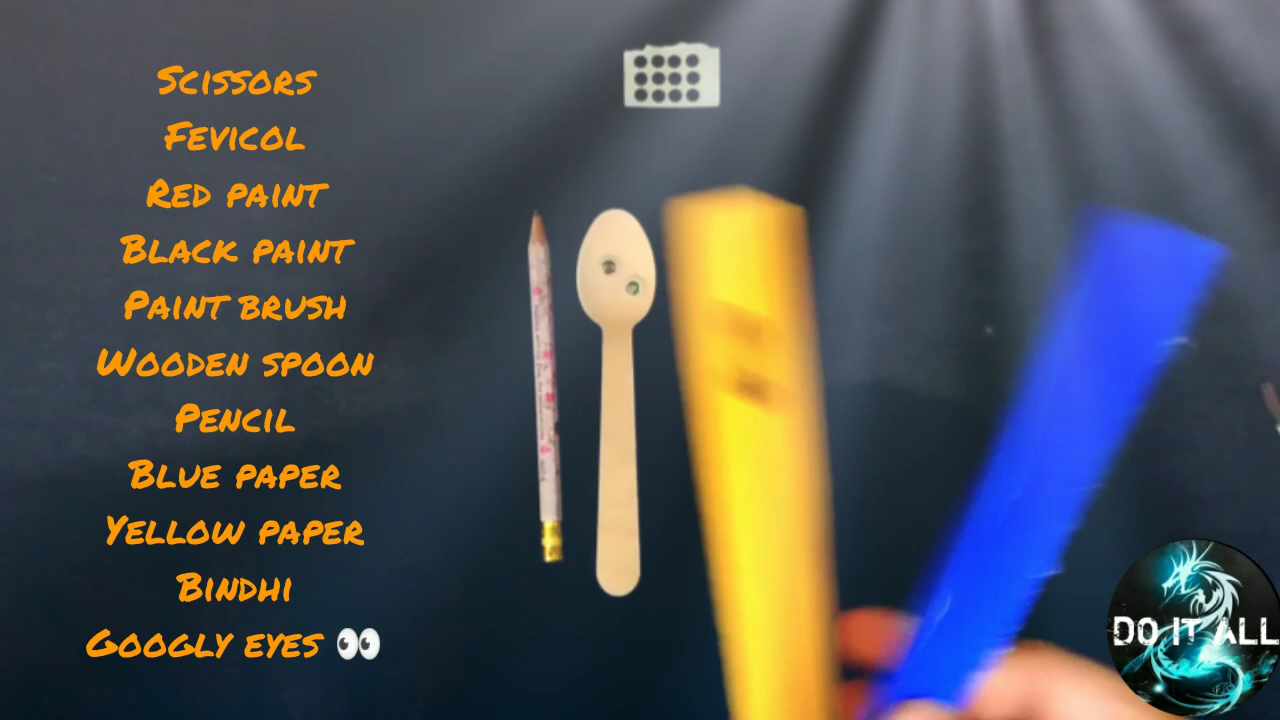 Scissors
Fevicol
Red paint
Black paint
Paint brush
Wooden spoon
Pencil
Blue paper
Yellow paper
Bindhi
Googly eyes 👀
DO IT ALL